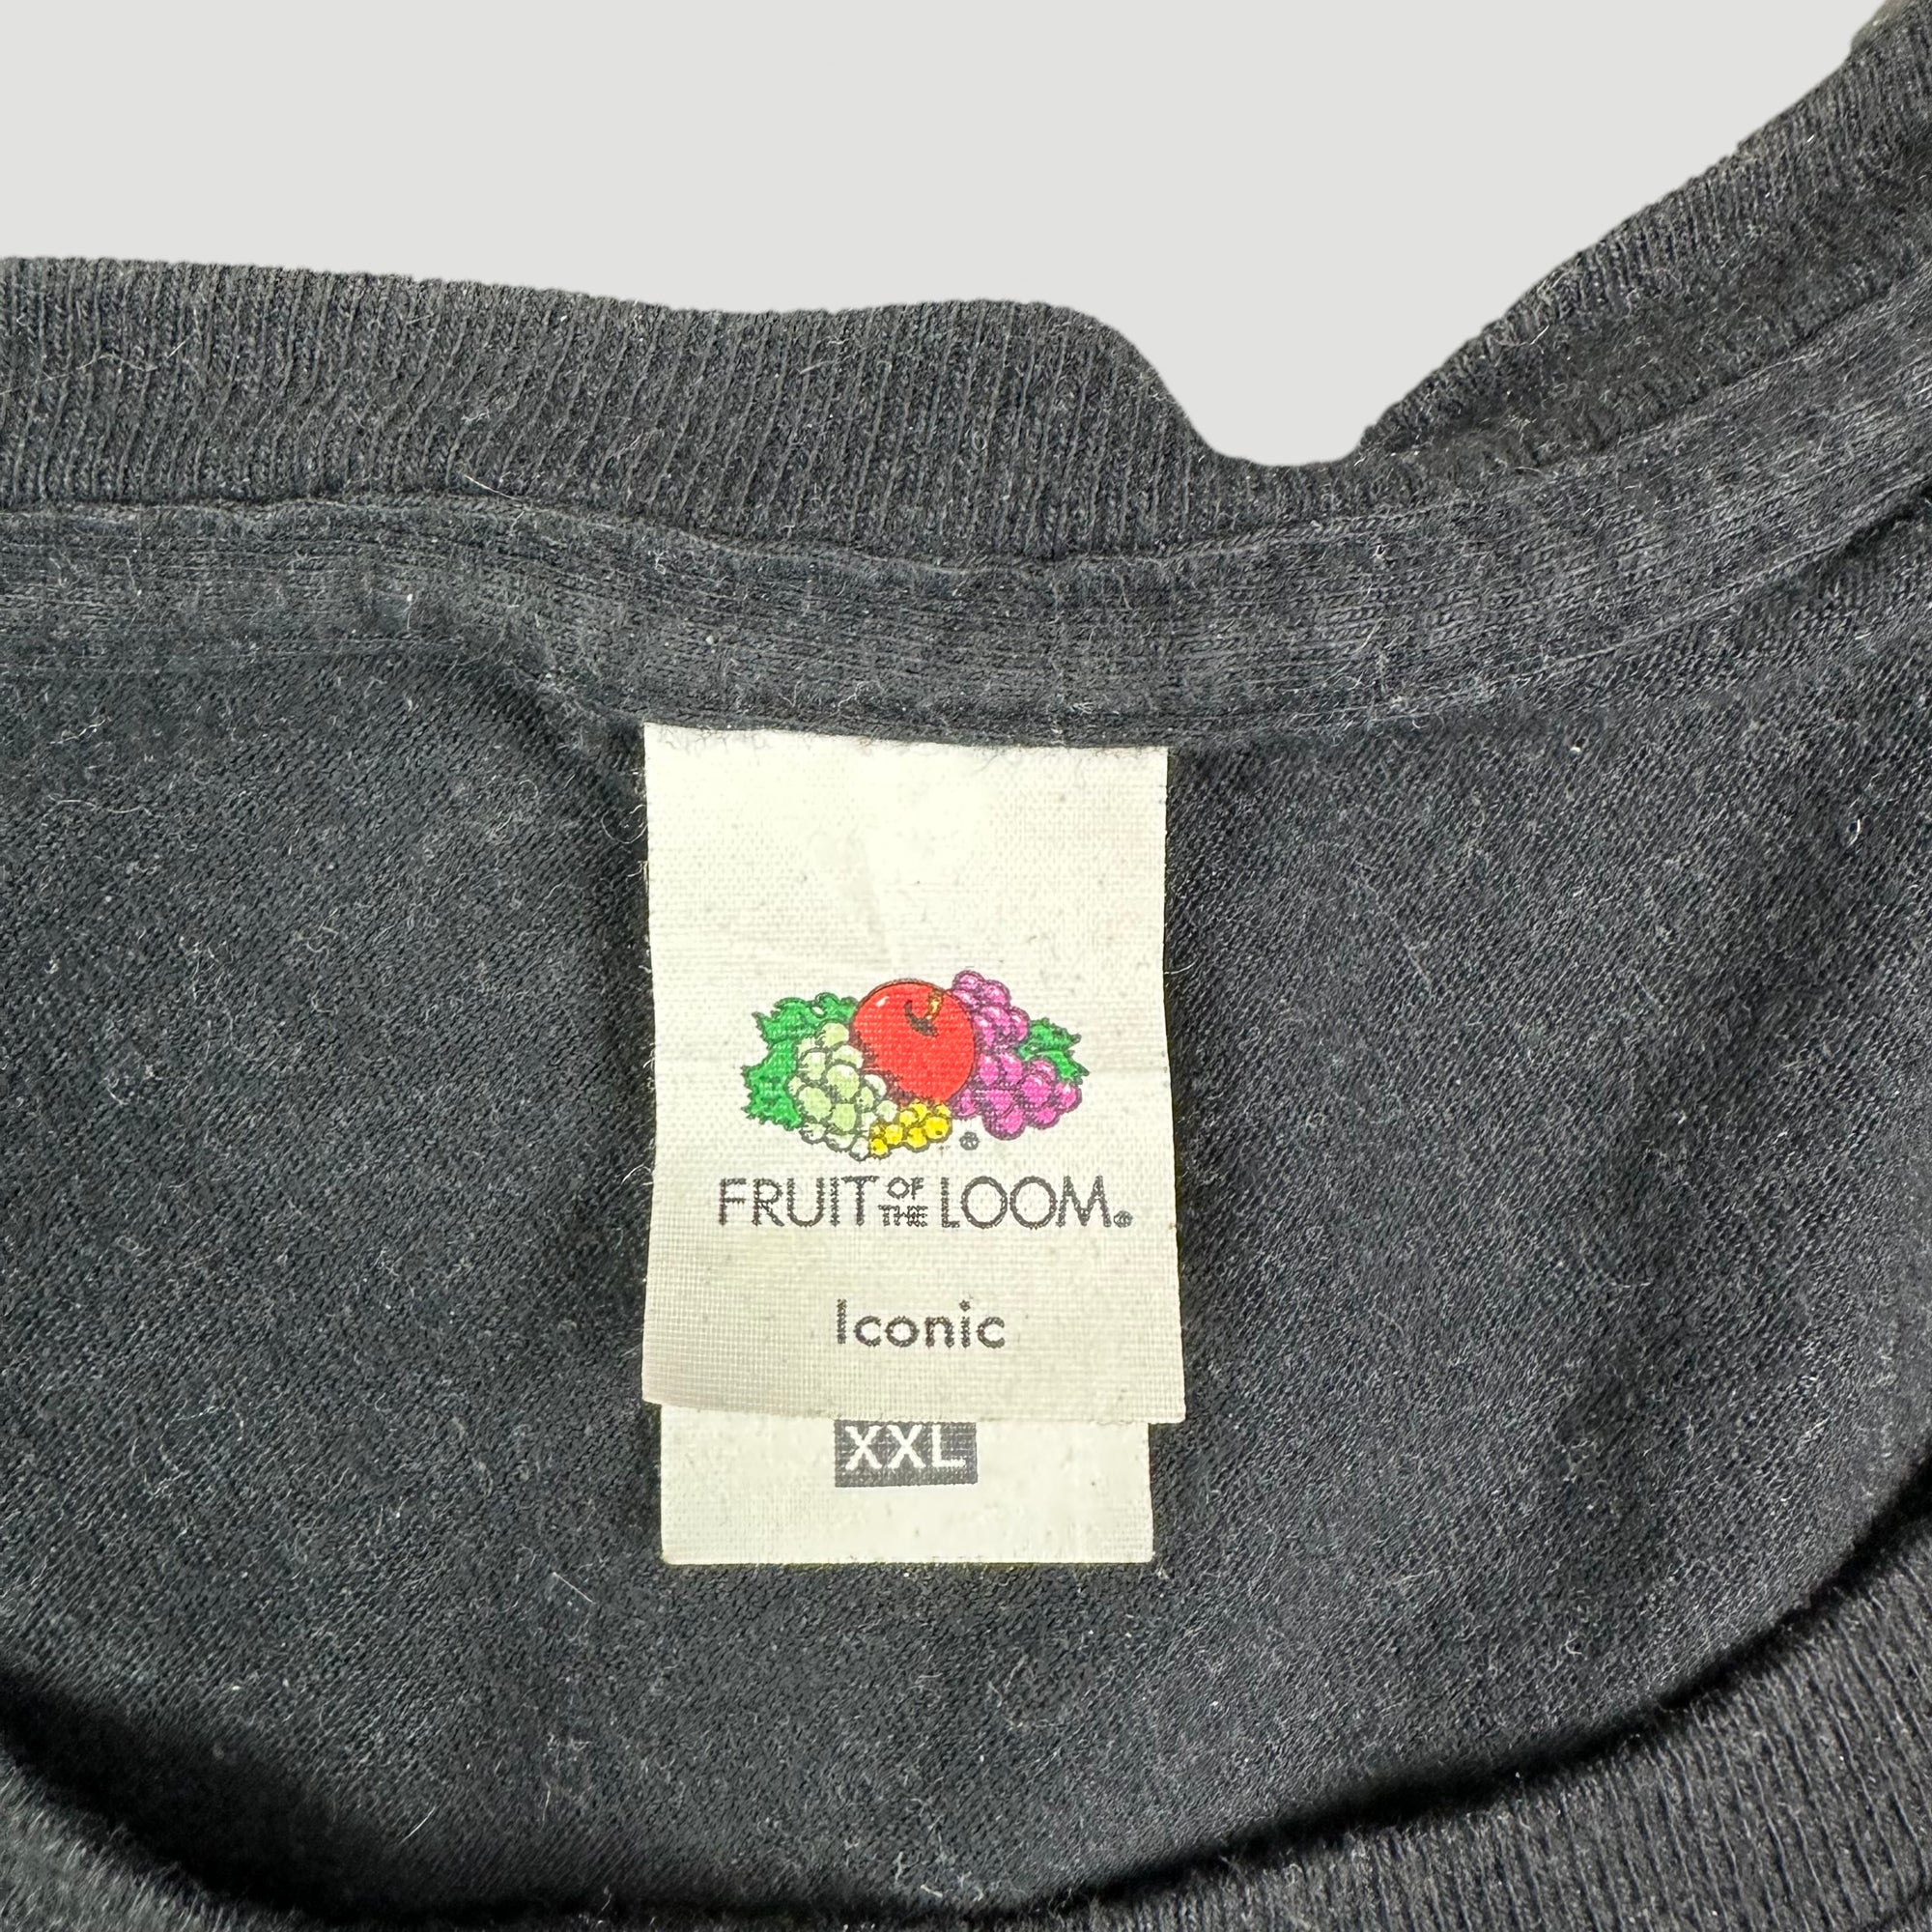 FRUIT OF THE LOOM®
Iconic
XXL